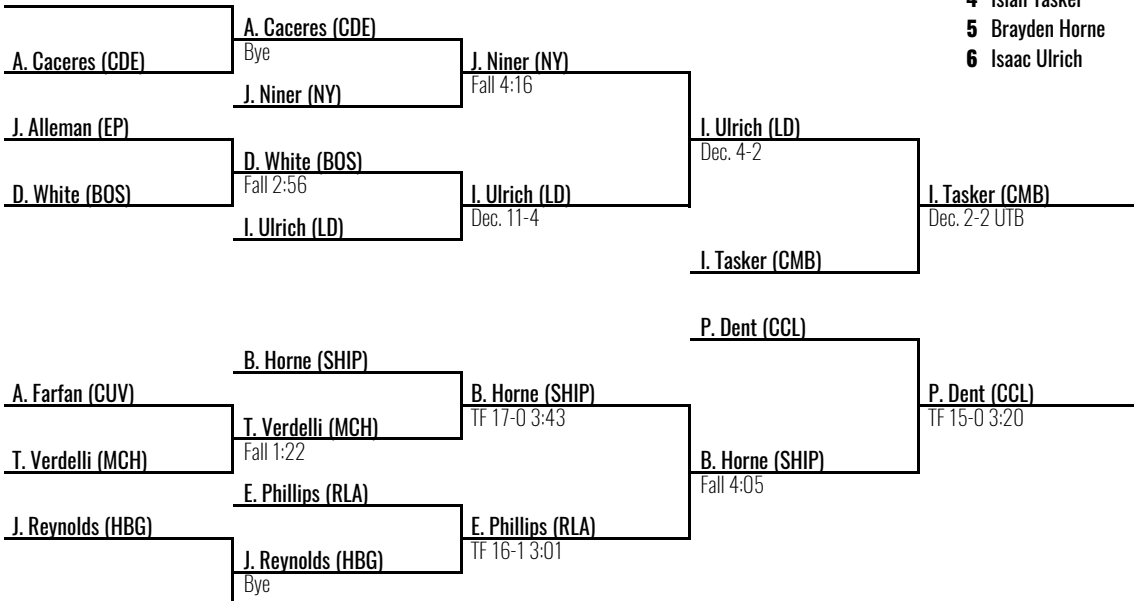 4 Islah Tasker
5 Brayden Horne
6 Isaac Ulrich
A. Caceres (CDE)
Bye
A. Caceres (CDE)
J. Niner (NY)
Fall 4:16
J. Niner (NY)
J. Alleman (EP)
I. Ulrich (LD)
Dec. 4-2
D. White (BOS)
Fall 2:56
D. White (BOS)
I. Ulrich (LD)
Dec. 11-4
I. Tasker (CMB)
Dec. 2-2 UTB
I. Ulrich (LD)
I. Tasker (CMB)
P. Dent (CCL)
B. Horne (SHIP)
A. Farfan (CUV)
B. Horne (SHIP)
TF 17-0 3:43
P. Dent (CCL)
TF 15-0 3:20
T. Verdelli (MCH)
Fall 1:22
T. Verdelli (MCH)
B. Horne (SHIP)
Fall 4:05
E. Phillips (RLA)
J. Reynolds (HBG)
E. Phillips (RLA)
TF 16-1 3:01
J. Reynolds (HBG)
Bye